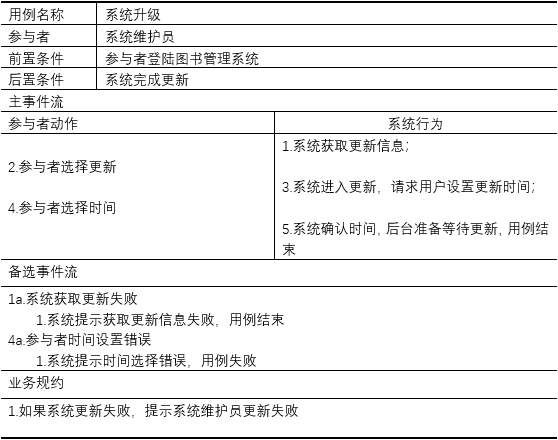 用例名称 系统升级
参与者 系统维护员
前置条件 参与者登陆图书管理系统
后置条件 系统完成更新
主事件流
参与者动作 系统行为
1.系统获取更新信息；
2.参与者选择更新
3.系统进入更新，请求用户设置更新时间；
4.参与者选择时间
5.系统确认时间，后台准备等待更新，用例结
束
备选事件流
1a.系统获取更新失败
1.系统提示获取更新信息失败，用例结束
4a.参与者时间设置错误
1.系统提示时间选择错误，用例失败
业务规约
1.如果系统更新失败，提示系统维护员更新失败